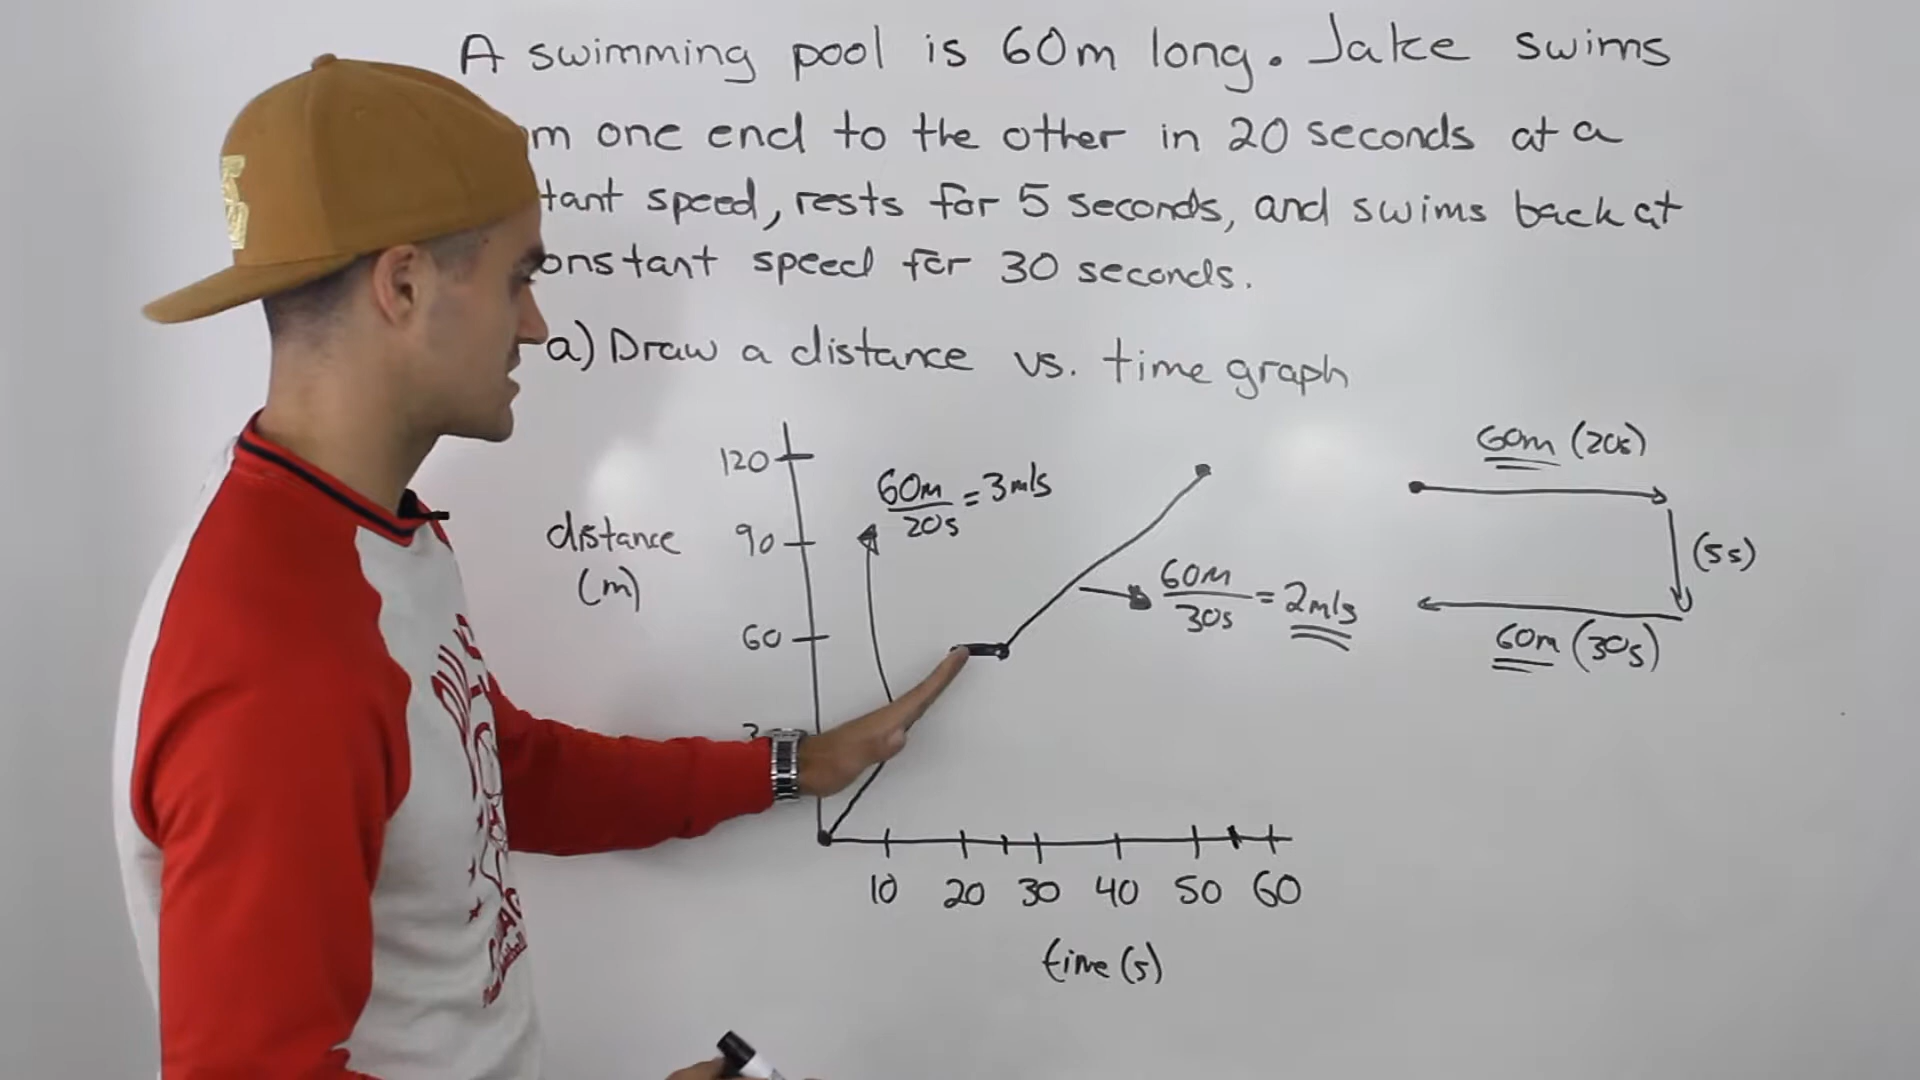 A swimming pool is 60m long. Jake swims
m one end to the other in 20 seconds at a
tant speed, rests for 5 seconds, and swims back at
onstant speed for 30 seconds.
a) Draw a distance vs. time graph
120
90
60
3
distance
(m)
60m
20s
= 3m/s
60m
30s
= 2m/s
10 20 30 40 50 60
time (s)
60m (20s)
(5s)
60m (30s)